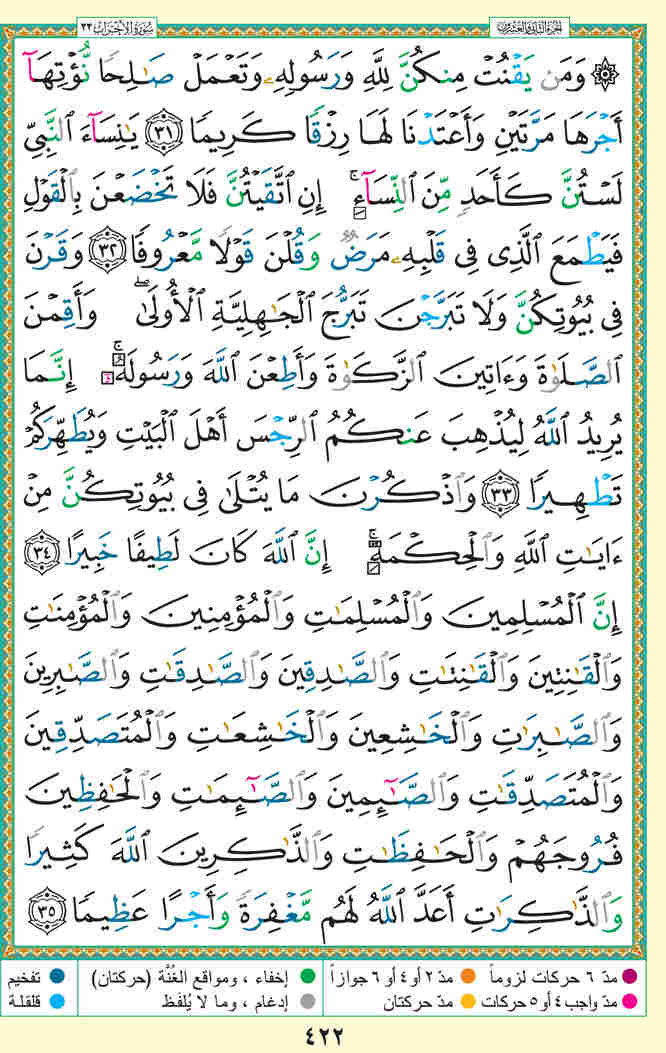 سورة الأحزاب ٣٣
الجزء الثاني والعشرون
۞ وَمَن يَقْنُتْ مِنكُنَّ لِلَّهِ وَرَسُولِهِۦ وَتَعْمَلْ صَـٰلِحًا نُّؤْتِهَآ
أَجْرَهَا مَرَّتَيْنِ وَأَعْتَدْنَا لَهَا رِزْقًا كَرِيمًا ٣١ يَـٰنِسَآءَ ٱلنَّبِىِّ
لَسْتُنَّ كَأَحَدٍ مِّنَ ٱلنِّسَآءِ ۚ إِنِ ٱتَّقَيْتُنَّ فَلَا تَخْضَعْنَ بِٱلْقَوْلِ
فَيَطْمَعَ ٱلَّذِى فِى قَلْبِهِۦ مَرَضٌ وَقُلْنَ قَوْلًا مَّعْرُوفًا ٣٢ وَقَرْنَ
فِى بُيُوتِكُنَّ وَلَا تَبَرَّجْنَ تَبَرُّجَ ٱلْجَـٰهِلِيَّةِ ٱلْأُولَىٰ ۖ وَأَقِمْنَ
ٱلصَّلَوٰةَ وَءَاتِينَ ٱلزَّكَوٰةَ وَأَطِعْنَ ٱللَّهَ وَرَسُولَهُۥٓ ۚ إِنَّمَا
يُرِيدُ ٱللَّهُ لِيُذْهِبَ عَنكُمُ ٱلرِّجْسَ أَهْلَ ٱلْبَيْتِ وَيُطَهِّرَكُمْ
تَطْهِيرًا ٣٣ وَٱذْكُرْنَ مَا يُتْلَىٰ فِى بُيُوتِكُنَّ مِنْ
ءَايَـٰتِ ٱللَّهِ وَٱلْحِكْمَةِ ۚ إِنَّ ٱللَّهَ كَانَ لَطِيفًا خَبِيرًا ٣٤
إِنَّ ٱلْمُسْلِمِينَ وَٱلْمُسْلِمَـٰتِ وَٱلْمُؤْمِنِينَ وَٱلْمُؤْمِنَـٰتِ
وَٱلْقَـٰنِتِينَ وَٱلْقَـٰنِتَـٰتِ وَٱلصَّـٰدِقِينَ وَٱلصَّـٰدِقَـٰتِ وَٱلصَّـٰبِرِينَ
وَٱلصَّـٰبِرَٰتِ وَٱلْخَـٰشِعِينَ وَٱلْخَـٰشِعَـٰتِ وَٱلْمُتَصَدِّقِينَ
وَٱلْمُتَصَدِّقَـٰتِ وَٱلصَّـٰٓئِمِينَ وَٱلصَّـٰٓئِمَـٰتِ وَٱلْحَـٰفِظِينَ
فُرُوجَهُمْ وَٱلْحَـٰفِظَـٰتِ وَٱلذَّٰكِرِينَ ٱللَّهَ كَثِيرًا
وَٱلذَّٰكِرَٰتِ أَعَدَّ ٱللَّهُ لَهُم مَّغْفِرَةً وَأَجْرًا عَظِيمًا ٣٥
مدّ ٦ حركات لزوماً مدّ ٢ أو ٤ أو ٦ جوازاً إخفاء ، ومواقع الغُنَّة (حركتان) تفخيم
مدّ واجب ٤ أو ٥ حركات مدّ حركتان إدغام ، وما لا يُلفَظ قلقلة
٤٢٢